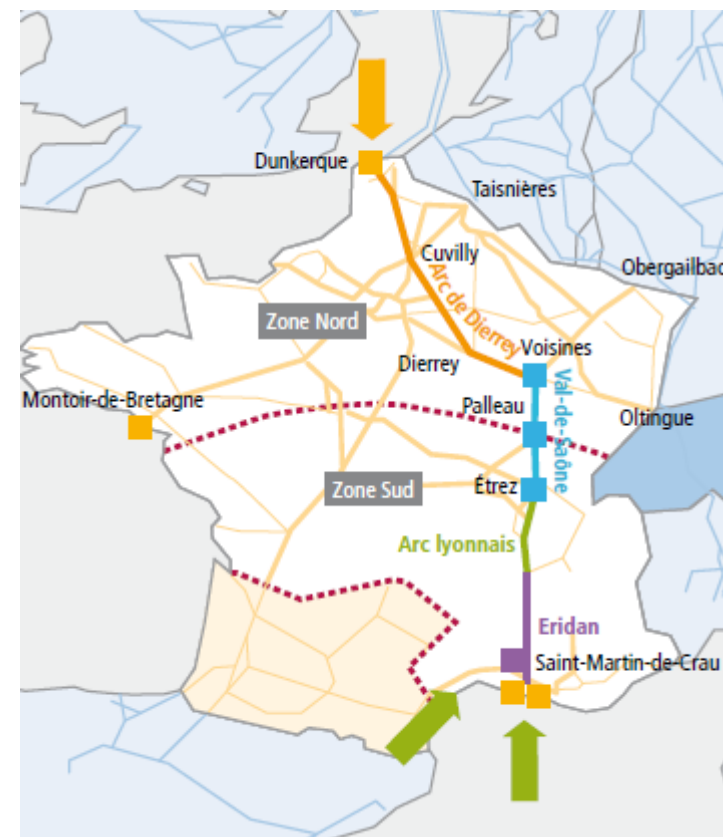 Dunkerque
Taisnières
Cuvilly
Obergailbac
Arc de Dierrey
Zone Nord
Voisines
Dierrey
Montoir-de-Bretagne
Palleau
Val-de-Saône
Oltingue
Zone Sud
Étrez
Arc lyonnais
Eridan
Saint-Martin-de-Crau